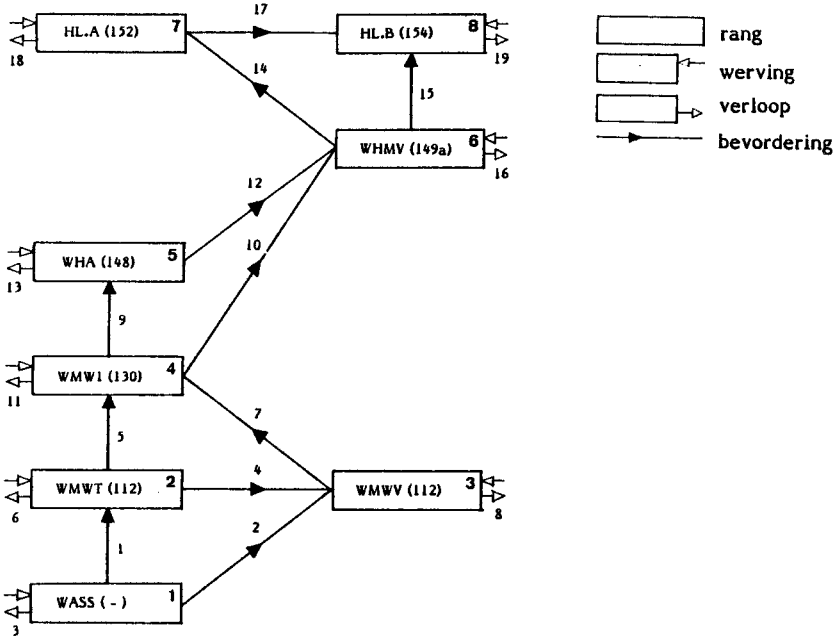 17
HL.A (152) 7
HL.B (154) 8
18
19
14
15
WHMV (149a) 6
16
12
10
WHA (148) 5
13
9
WMW1 (130) 4
11
7
5
4
WMWT (112) 2
WMWV (112) 3
6
8
2
1
WASS ( - ) 1
3
rang
werving
verloop
bevordering